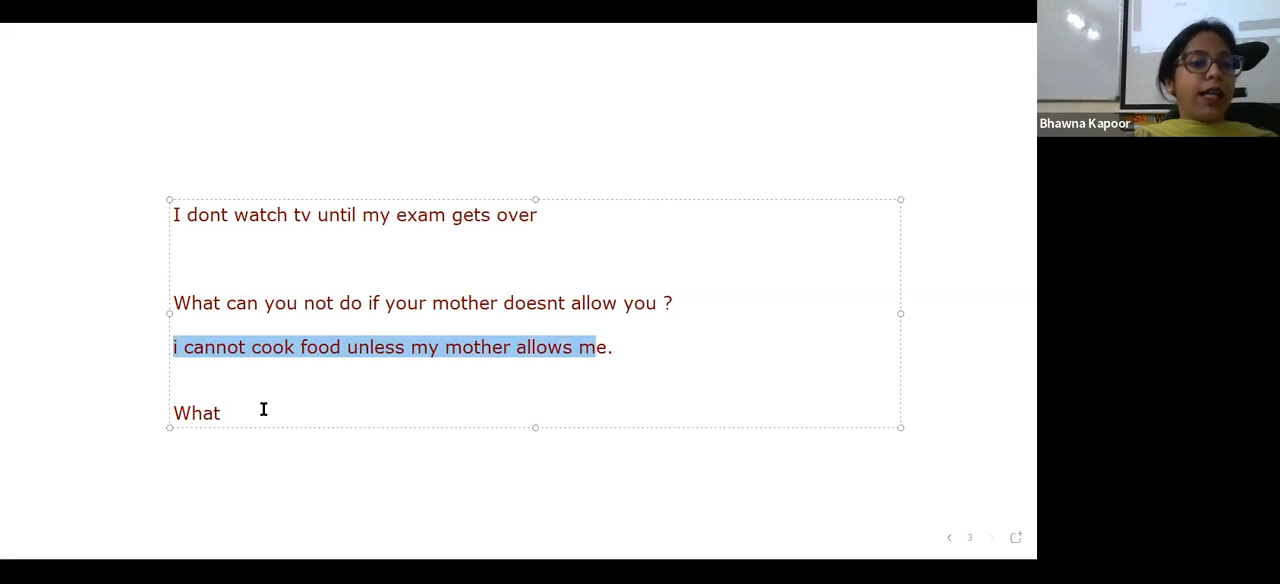 I dont watch tv until my exam gets over
What can you not do if your mother doesnt allow you ?
i cannot cook food unless my mother allows me.
What
3
Bhawna Kapoor